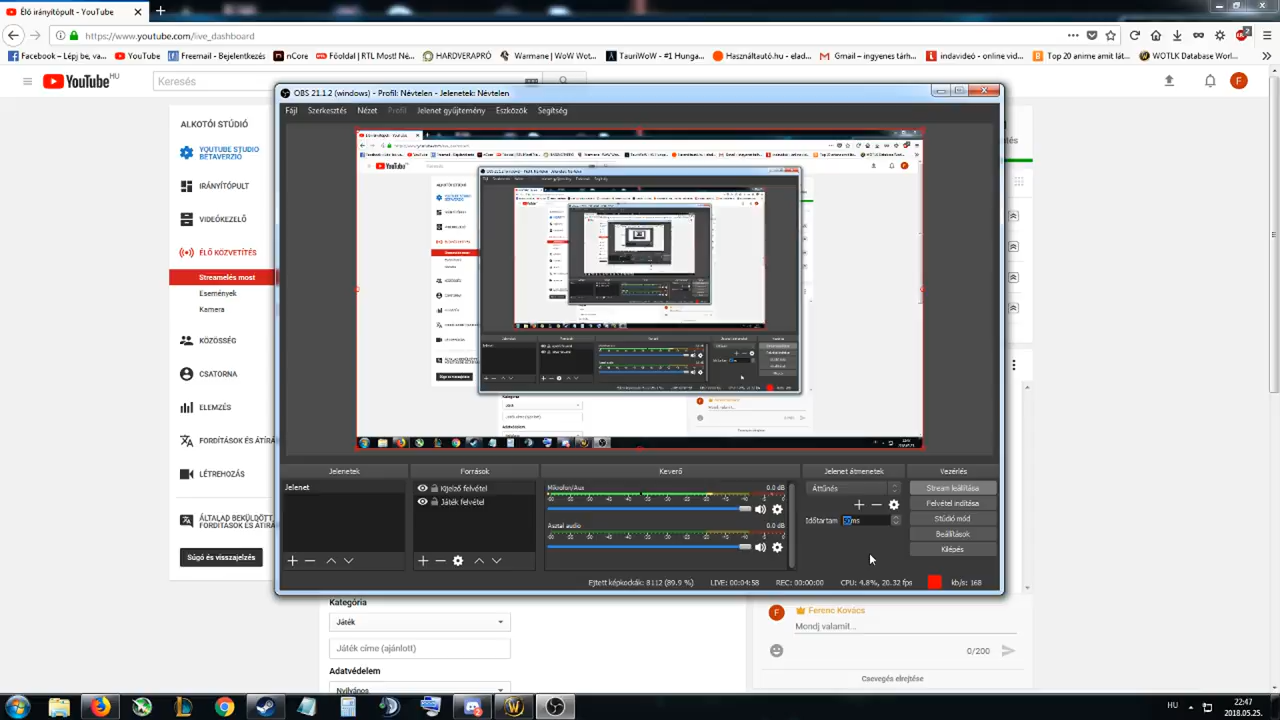 Élő irányítópult - YouTube
https://www.youtube.com/live_dashboard
Facebook – Lépj be, va...
YouTube
Freemail - Bejelentkezés
nCore
Főoldal | RTL Most! Né...
HARDVERAPRÓ
Warmane | WoW Wot...
TauriWoW - #1 Hunga...
Használtautó.hu - elad...
Gmail – ingyenes tárh...
indavideó - online vid...
Top 20 anime amit lát...
WOTLK Database Worl...
YouTube HU
Keresés
ALKOTÓI STÚDIÓ
YOUTUBE STUDIO
BÉTAVERZIÓ
IRÁNYÍTÓPULT
VIDEÓKEZELŐ
ÉLŐ KÖZVETÍTÉS
Streamelés most
Események
Kamera
KÖZÖSSÉG
CSATORNA
ELEMZÉS
FORDÍTÁSOK ÉS ÁTÍRÁ
LÉTREHOZÁS
ÁLTALAP BEKÜLDÖTT
FORDÍTÁSOK ÉS ÁTÍRÁ
Súgó és visszajelzés
OBS 21.1.2 (windows) - Profil: Névtelen - Jelenetek: Névtelen
Fájl
Szerkesztés
Nézet
Profil
Jelenet gyűjtemény
Eszközök
Segítség
Jelenetek
Források
Keverő
Jelenet átmenetek
Vezérlés
Jelenet
Kijelző felvétel
Játék felvétel
Mikrofon/Aux
0.0 dB
Asztal audio
0.0 dB
Áttűnés
Időtartam
ms
Stream leállítása
Felvétel indítása
Stúdió mód
Beállítások
Kilépés
Ejtett képkockák: 8112 (89.9 %)
LIVE: 00:04:58
REC: 00:00:00
CPU: 4.8%, 20.32 fps
kb/s: 168
Kategória
Játék
Játék címe (ajánlott)
Adatvédelem
Nyilvános
Ferenc Kovács
Mondj valamit...
0/200
Csevegés elrejtése
HU
22:47
2018.05.25.